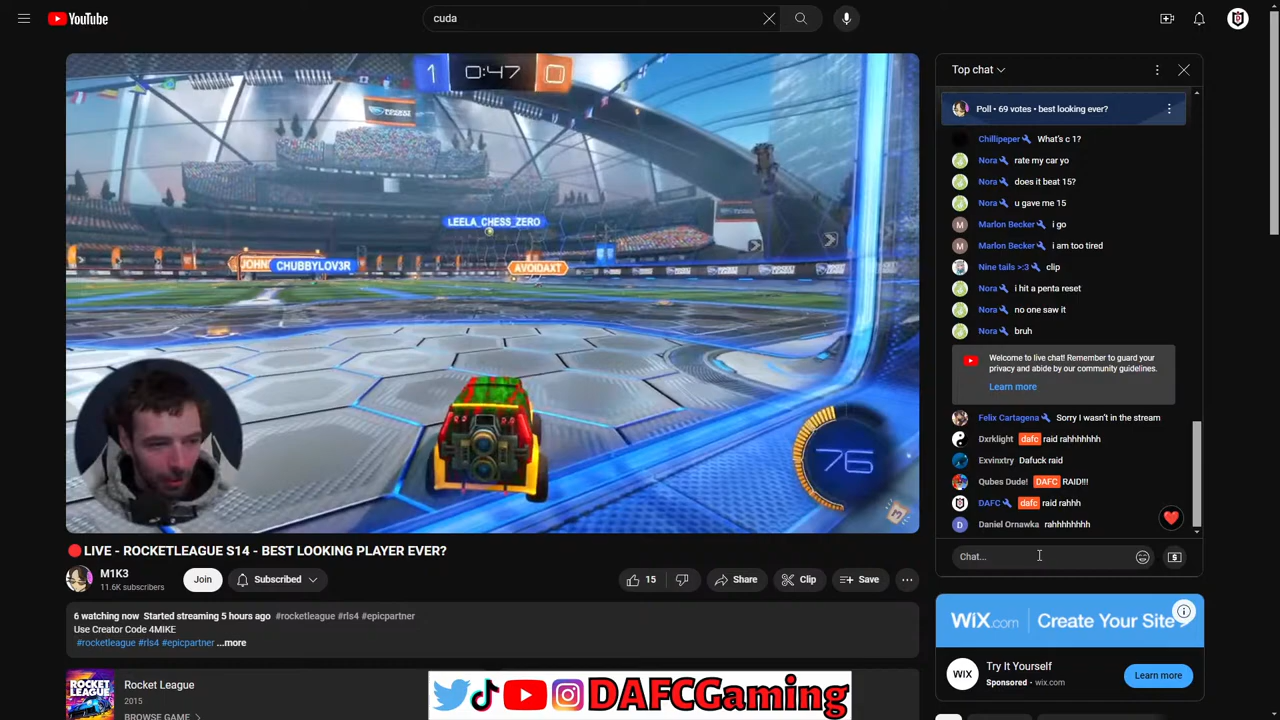 YouTube
cuda
1 0:47 0
LEELA_CHESS_ZERO
JOHN
CHUBBYLOV3R
AVOIDAXT
76
🔴LIVE - ROCKETLEAGUE S14 - BEST LOOKING PLAYER EVER?
M1K3
11.6K subscribers
Join
Subscribed
15
Share
Clip
Save
6 watching now Started streaming 5 hours ago #rocketleague #rls4 #epicpartner
Use Creator Code 4MIKE
#rocketleague #rls4 #epicpartner ...more
ROCKET LEAGUE
Rocket League
2015
BROWSE GAME
DAFCGaming
Top chat
Poll • 69 votes • best looking ever?
Chillipeper What's c 1?
Nora rate my car yo
Nora does it beat 15?
Nora u gave me 15
M Marlon Becker i go
M Marlon Becker i am too tired
Nine tails >:3 clip
Nora i hit a penta reset
Nora no one saw it
Nora bruh
Welcome to live chat! Remember to guard your
privacy and abide by our community guidelines.
Learn more
Felix Cartagena Sorry I wasn't in the stream
Dxrklight dafc raid rahhhhhhh
Exvinxtry Dafuck raid
Qubes Dude! DAFC RAID!!!
DAFC dafc raid rahhh
D Daniel Ornawka rahhhhhhhh
Chat...
WiX.com Create Your Site
WIX
Try It Yourself
Sponsored • wix.com
Learn more